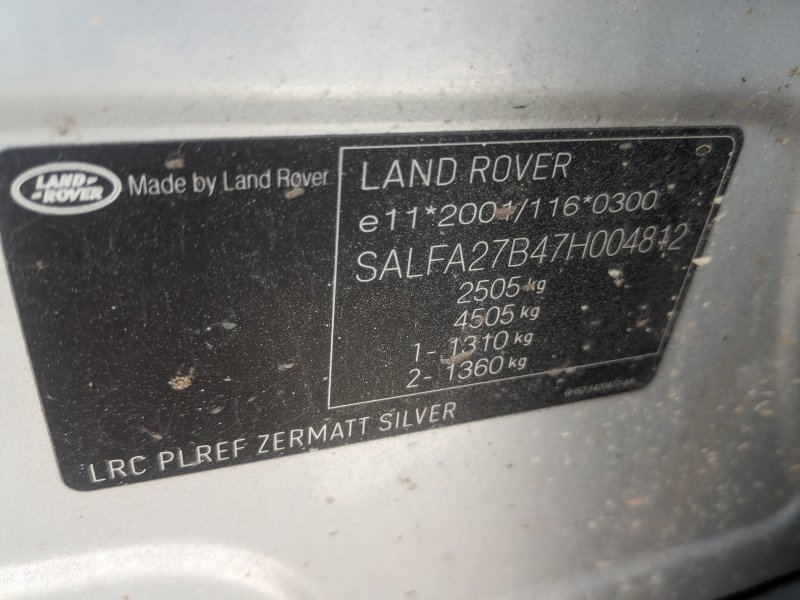 LAND-
-ROVER
Made by Land Rover
LAND ROVER
e11*2001/116*0300
SALFA27B47H004812
2505 kg
4505 kg
1- 1310 kg
2- 1360 kg
LRC PLREF ZERMATT SILVER